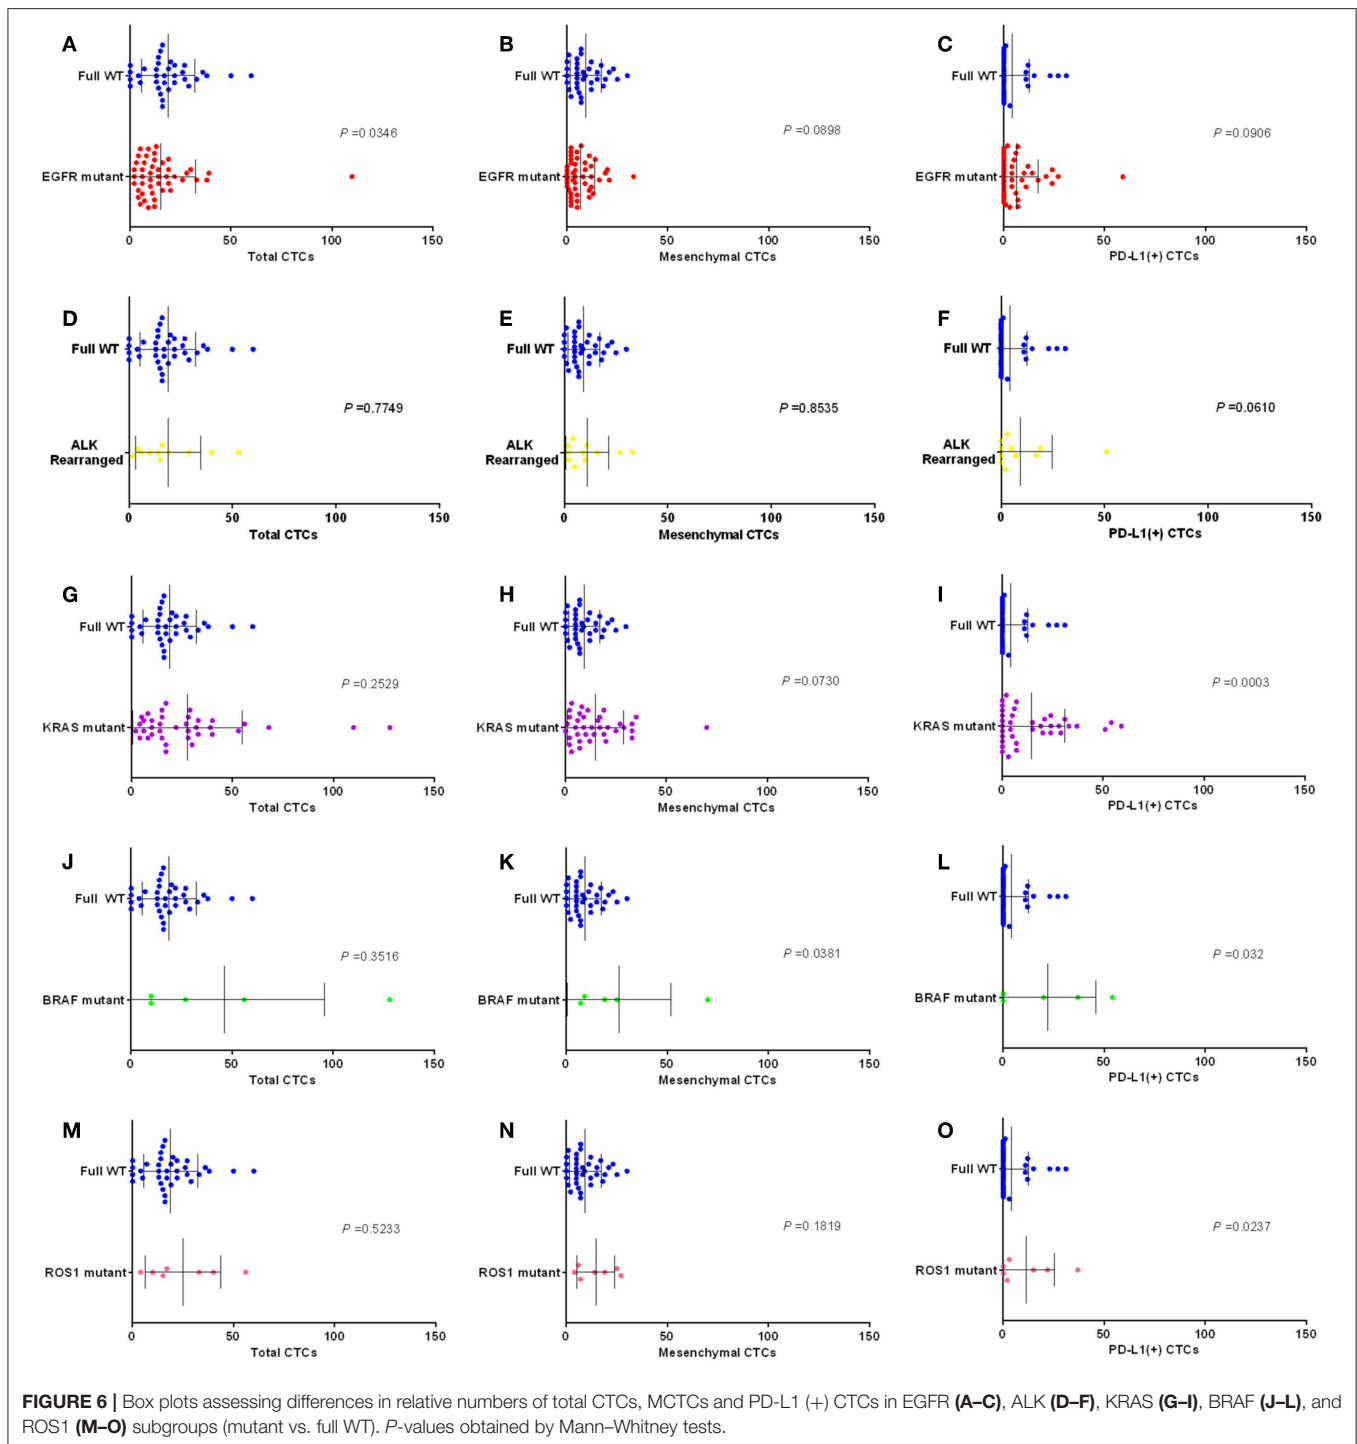 A
B
C
Full WT
Full WT
Full WT
P =0.0346
P =0.0898
P =0.0906
EGFR mutant
EGFR mutant
EGFR mutant
0 50 100 150
0 50 100 150
0 50 100 150
Total CTCs
Mesenchymal CTCs
PD-L1(+) CTCs
D
E
F
Full WT
Full WT
Full WT
P =0.7749
P =0.8535
P =0.0610
ALK
Rearranged
ALK
Rearranged
ALK
Rearranged
0 50 100 150
0 50 100 150
0 50 100 150
Total CTCs
Mesenchymal CTCs
PD-L1(+) CTCs
G
H
I
Full WT
Full WT
Full WT
P =0.2529
P =0.0730
P =0.0003
KRAS mutant
KRAS mutant
KRAS mutant
0 50 100 150
0 50 100 150
0 50 100 150
Total CTCs
Mesenchymal CTCs
PD-L1(+) CTCs
J
K
L
Full WT
Full WT
Full WT
P =0.3516
P =0.0381
P =0.032
BRAF mutant
BRAF mutant
BRAF mutant
0 50 100 150
0 50 100 150
0 50 100 150
Total CTCs
Mesenchymal CTCs
PD-L1(+) CTCs
M
N
O
Full WT
Full WT
Full WT
P =0.5233
P =0.1819
P =0.0237
ROS1 mutant
ROS1 mutant
ROS1 mutant
0 50 100 150
0 50 100 150
0 50 100 150
Total CTCs
Mesenchymal CTCs
PD-L1(+) CTCs
FIGURE 6 | Box plots assessing differences in relative numbers of total CTCs, MCTCs and PD-L1 (+) CTCs in EGFR (A–C), ALK (D–F), KRAS (G–I), BRAF (J–L), and
ROS1 (M–O) subgroups (mutant vs. full WT). P-values obtained by Mann–Whitney tests.